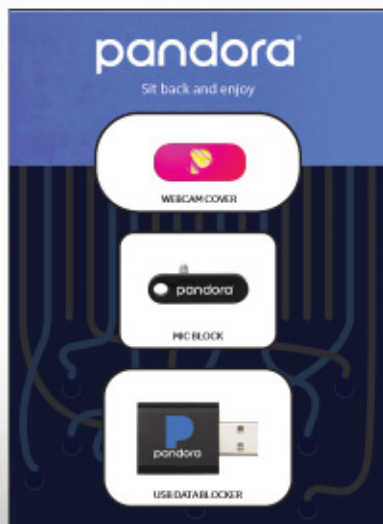 pandora®
Sit back and enjoy
WEBCAM COVER
pandora
MIC BLOCK
pandora
USB DATA BLOCKER